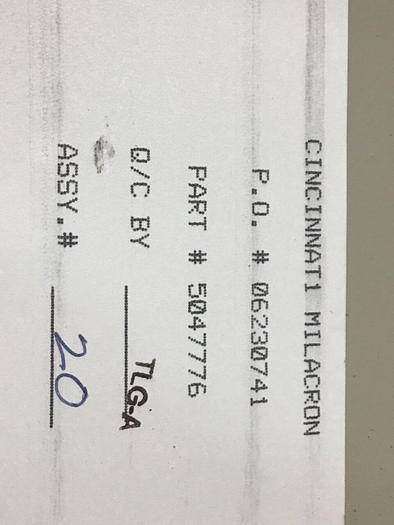 CINCINNATI MILACRON
P.O. # 06230741
PART # 5047776
Q/C BY TLG-A
ASSY.# 20